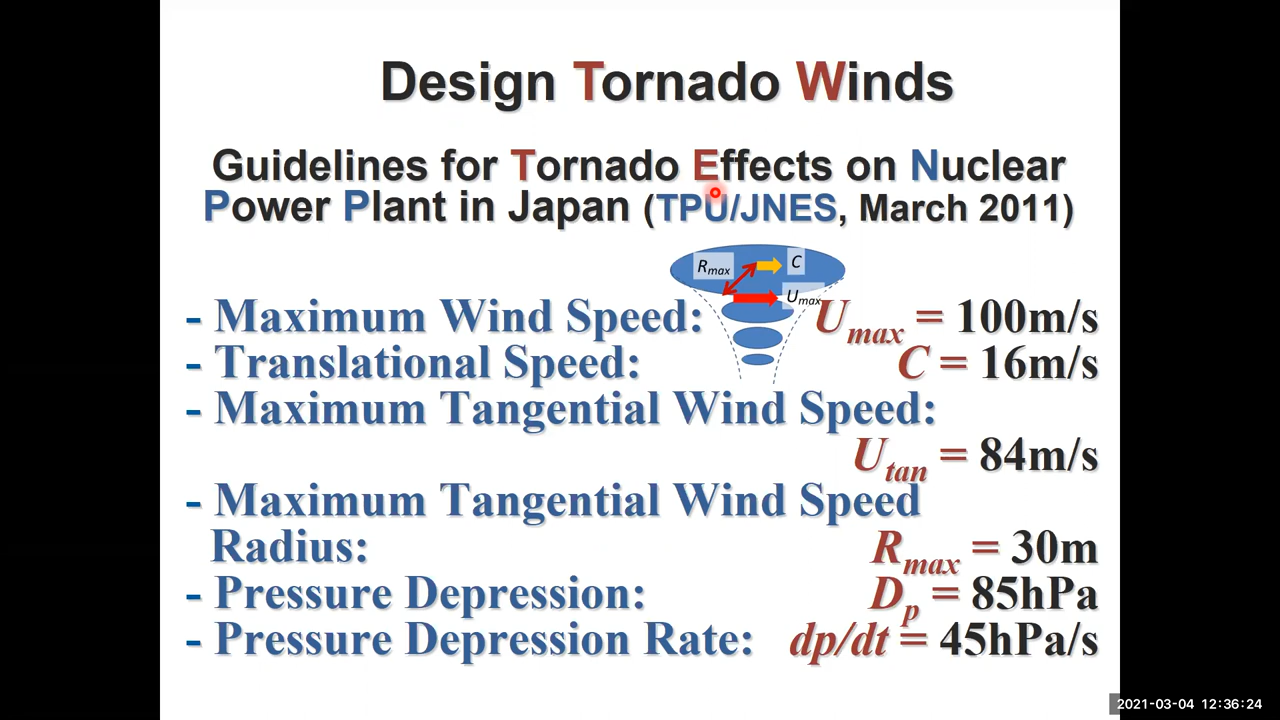 Design Tornado Winds
Guidelines for Tornado Effects on Nuclear
Power Plant in Japan (TPU/JNES, March 2011)
Rmax
C
Umax
- Maximum Wind Speed: Umax = 100m/s
- Translational Speed: C = 16m/s
- Maximum Tangential Wind Speed:
Utan = 84m/s
- Maximum Tangential Wind Speed
Radius: Rmax = 30m
- Pressure Depression: Dp = 85hPa
- Pressure Depression Rate: dp/dt = 45hPa/s
2021-03-04 12:36:24